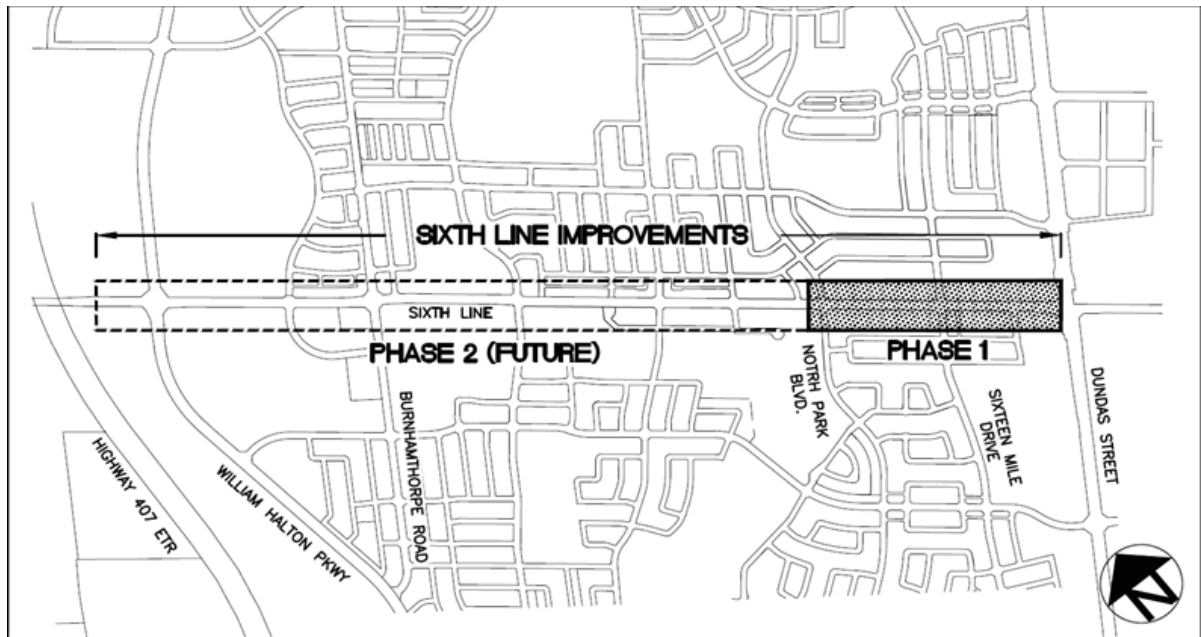 SIXTH LINE IMPROVEMENTS
SIXTH LINE
PHASE 2 (FUTURE)
PHASE 1
NOTRH PARK
BLVD.
SIXTEEN MILE
DRIVE
DUNDAS STREET
BURNHAMTHORPE ROAD
WILLIAM HALTON PKWY
HIGHWAY 407 ETR
N